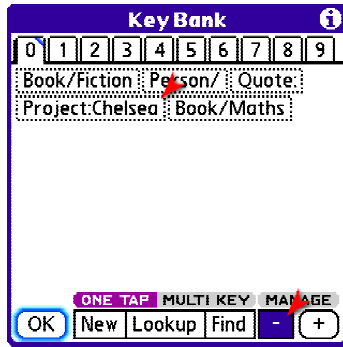 Key Bank i
0 1 2 3 4 5 6 7 8 9
Book/Fiction Person/ Quote:
Project:Chelsea Book/Maths
ONE TAP MULTI KEY MANAGE
OK New Lookup Find - +